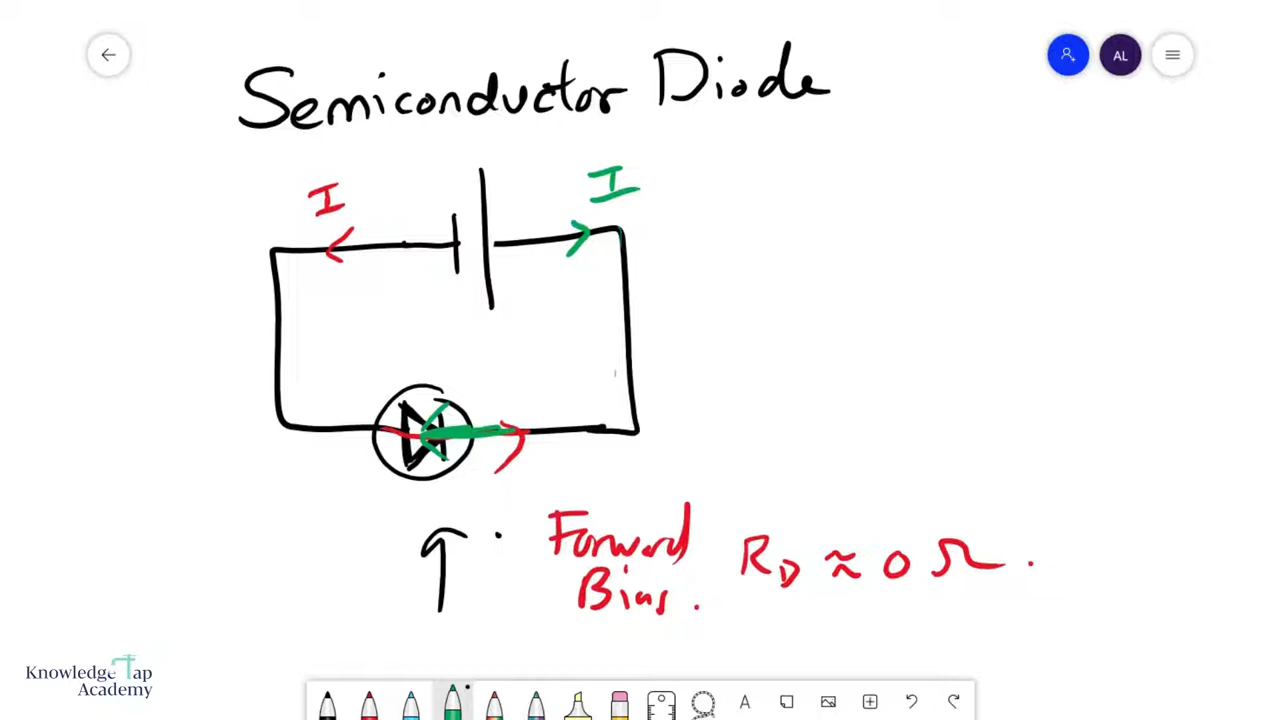 AL
Semiconductor Diode
I
I
Forward
Bias.
R_D ≈ 0 Ω.
Knowledge Tap
Academy
A